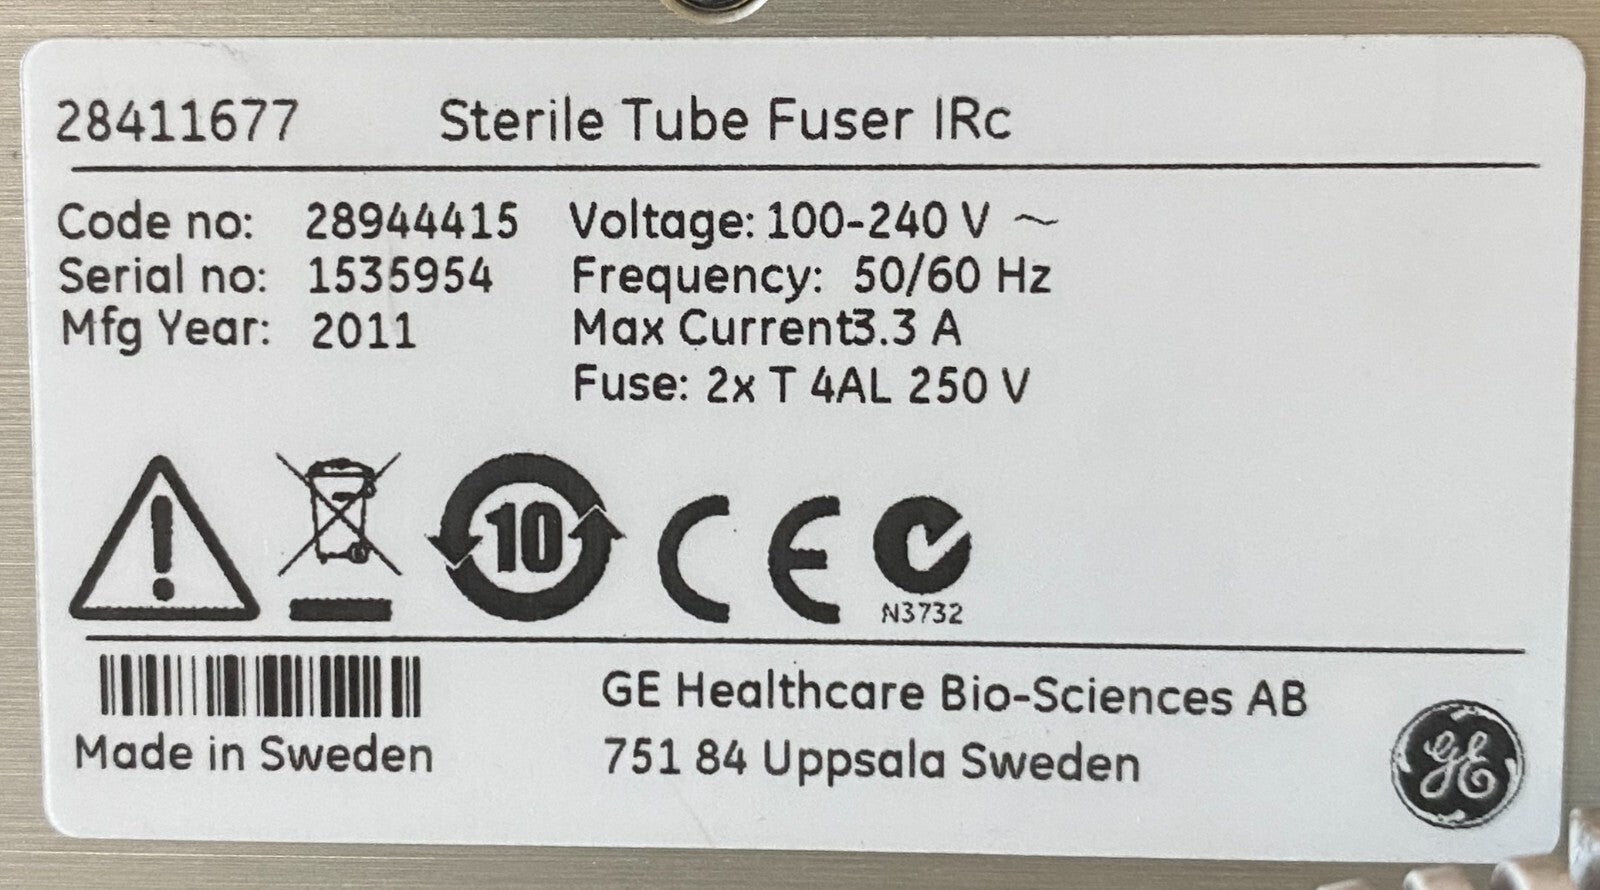 28411677 Sterile Tube Fuser IRc
Code no: 28944415 Voltage: 100-240 V ~
Serial no: 1535954 Frequency: 50/60 Hz
Mfg Year: 2011 Max Current3.3 A
Fuse: 2x T 4AL 250 V
10 CE
N3732
GE Healthcare Bio-Sciences AB
Made in Sweden 751 84 Uppsala Sweden
GE